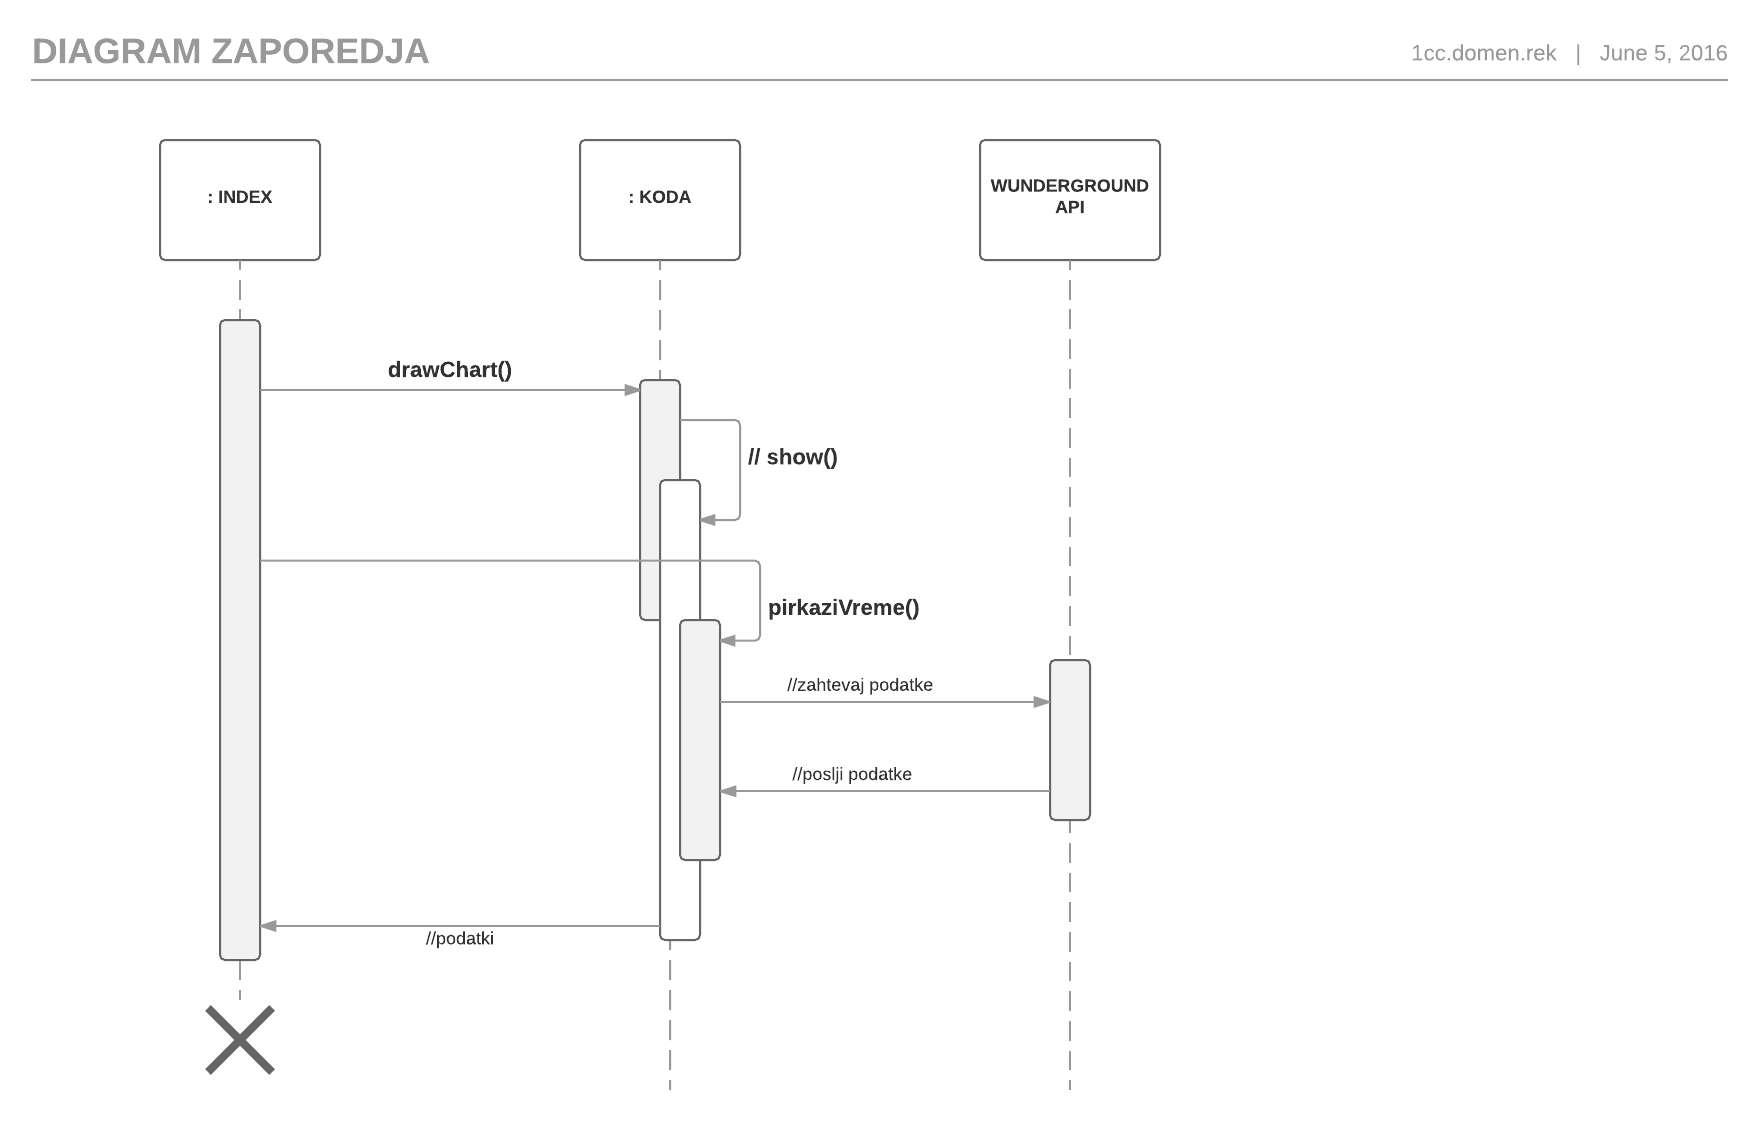 DIAGRAM ZAPOREDJA
1cc.domen.rek | June 5, 2016
: INDEX
: KODA
WUNDERGROUND
API
drawChart()
// show()
pirkaziVreme()
//zahtevaj podatke
//poslji podatke
//podatki